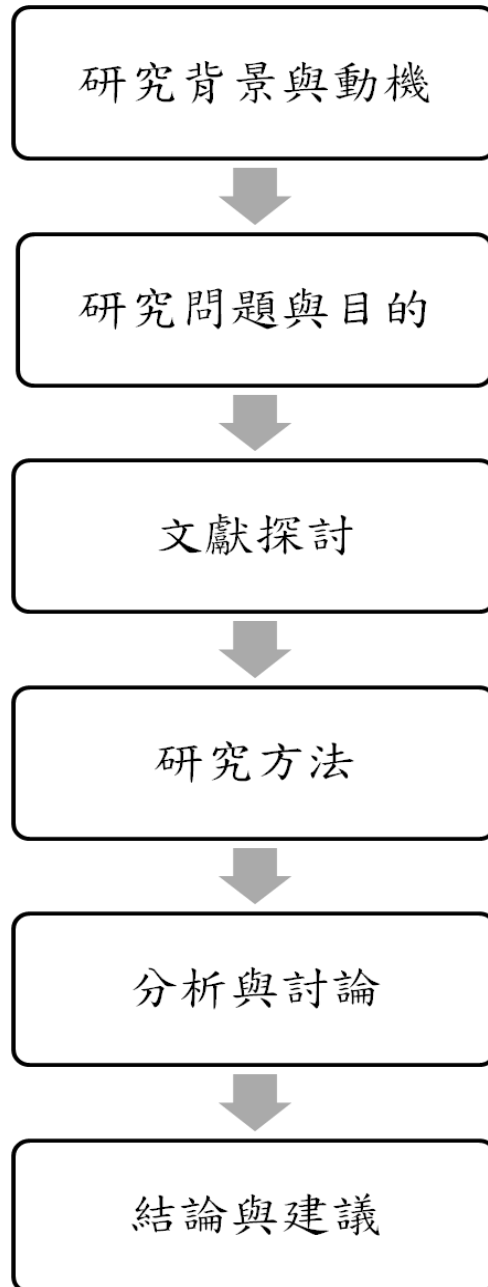 研究背景與動機
研究問題與目的
文獻探討
研究方法
分析與討論
結論與建議